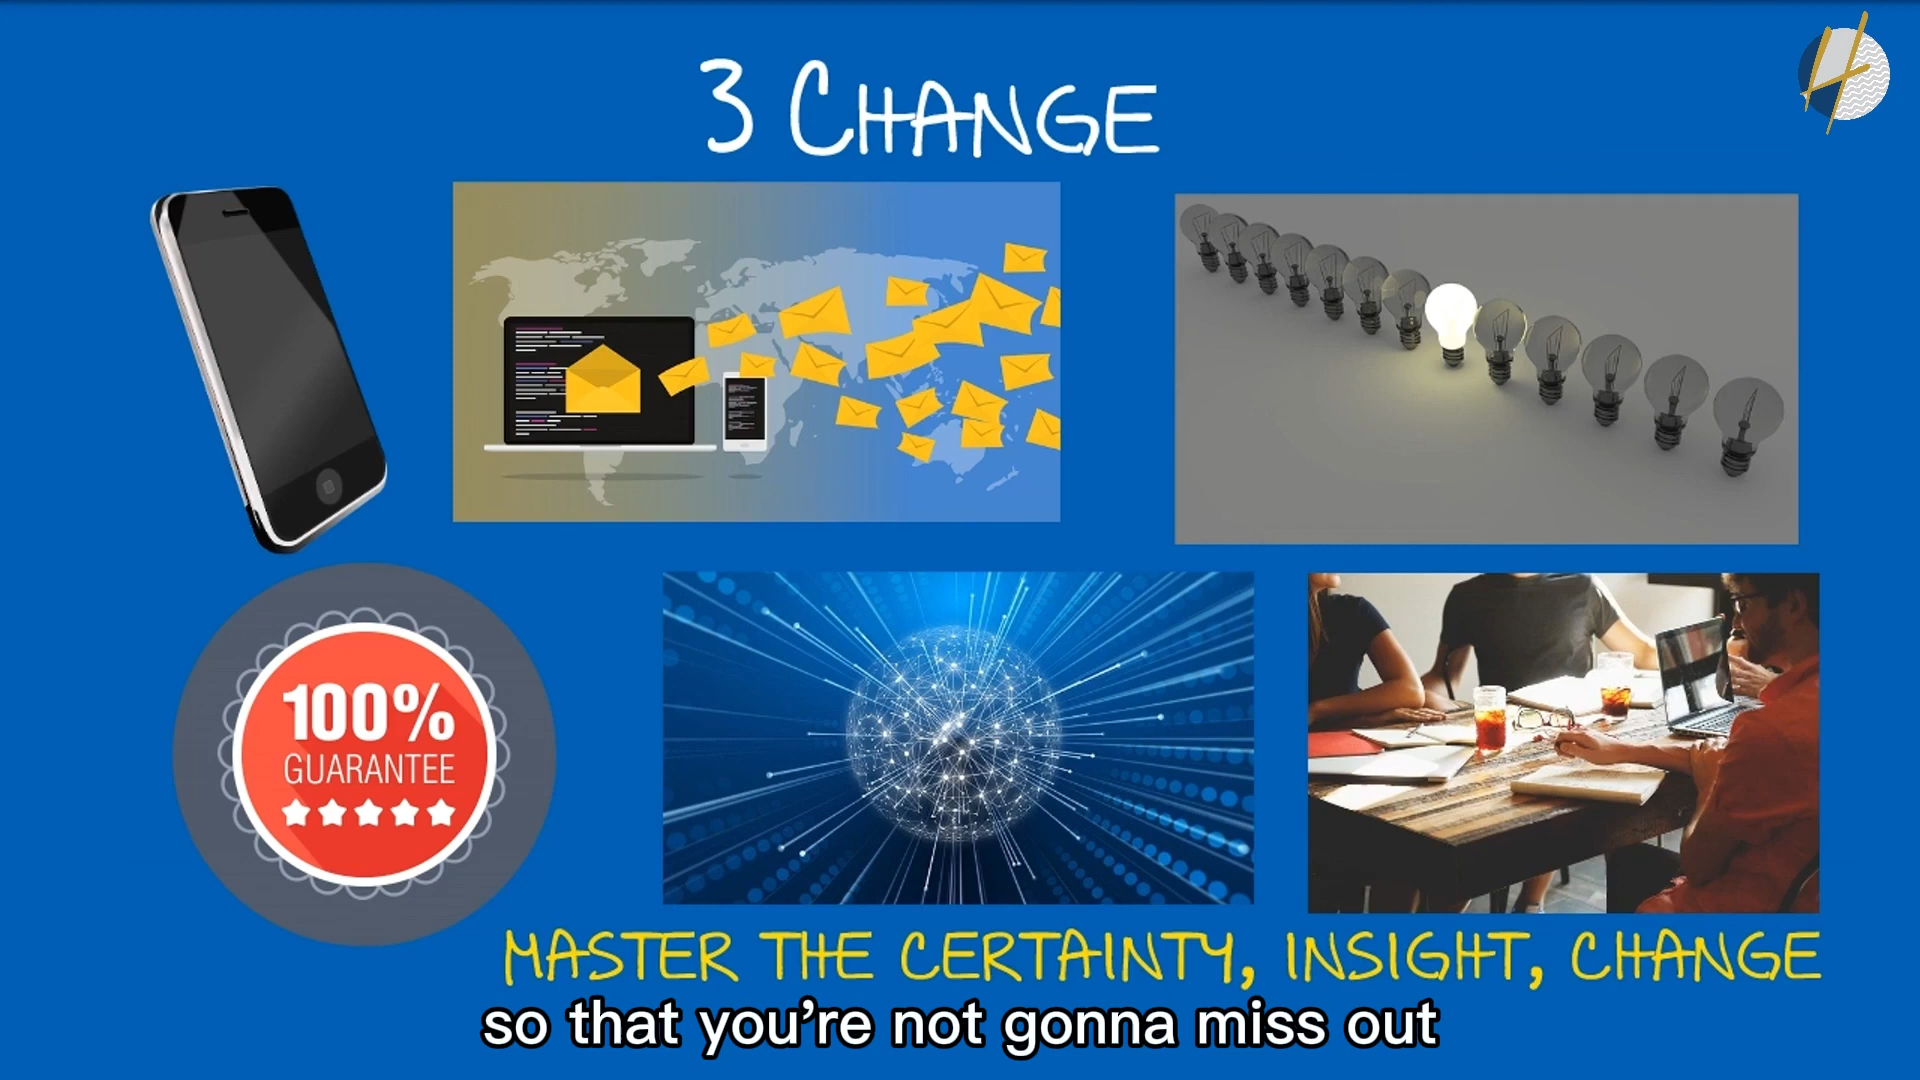 3 CHANGE
100%
GUARANTEE
MASTER THE CERTAINTY, INSIGHT, CHANGE
so that you're not gonna miss out